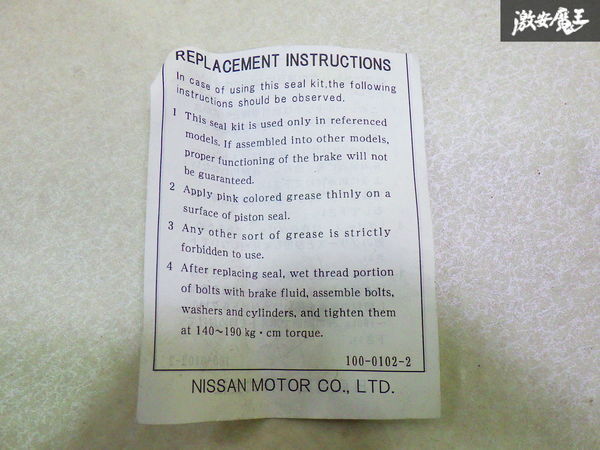 激安魔王
REPLACEMENT INSTRUCTIONS
In case of using this seal kit,the following
instructions should be observed.
1 This seal kit is used only in referenced
models. If assembled into other models,
proper functioning of the brake will not
be guaranteed.
2 Apply pink colored grease thinly on a
surface of piston seal.
3 Any other sort of grease is strictly
forbidden to use.
4 After replacing seal, wet thread portion
of bolts with brake fluid, assemble bolts,
washers and cylinders, and tighten them
at 140～190 kg・cm torque.
100-0102-2
NISSAN MOTOR CO., LTD.